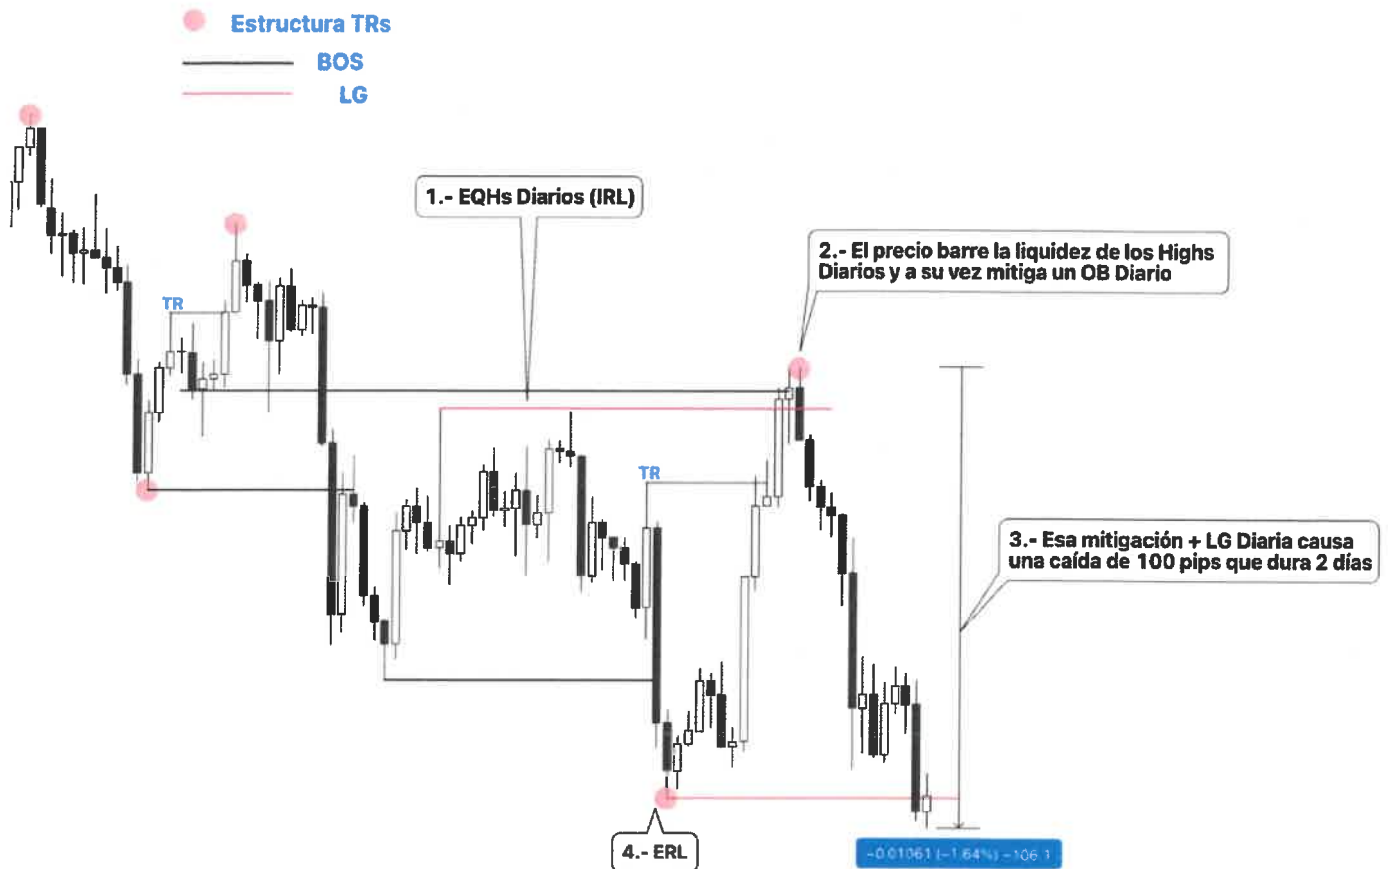 Estructura TRs
BOS
LG
1.- EQHs Diarios (IRL)
2.- El precio barre la liquidez de los Highs
Diarios y a su vez mitiga un OB Diario
TR
TR
3.- Esa mitigación + LG Diaria causa
una caída de 100 pips que dura 2 días
4.- ERL
-0.01061 (-1.64%) -106.1